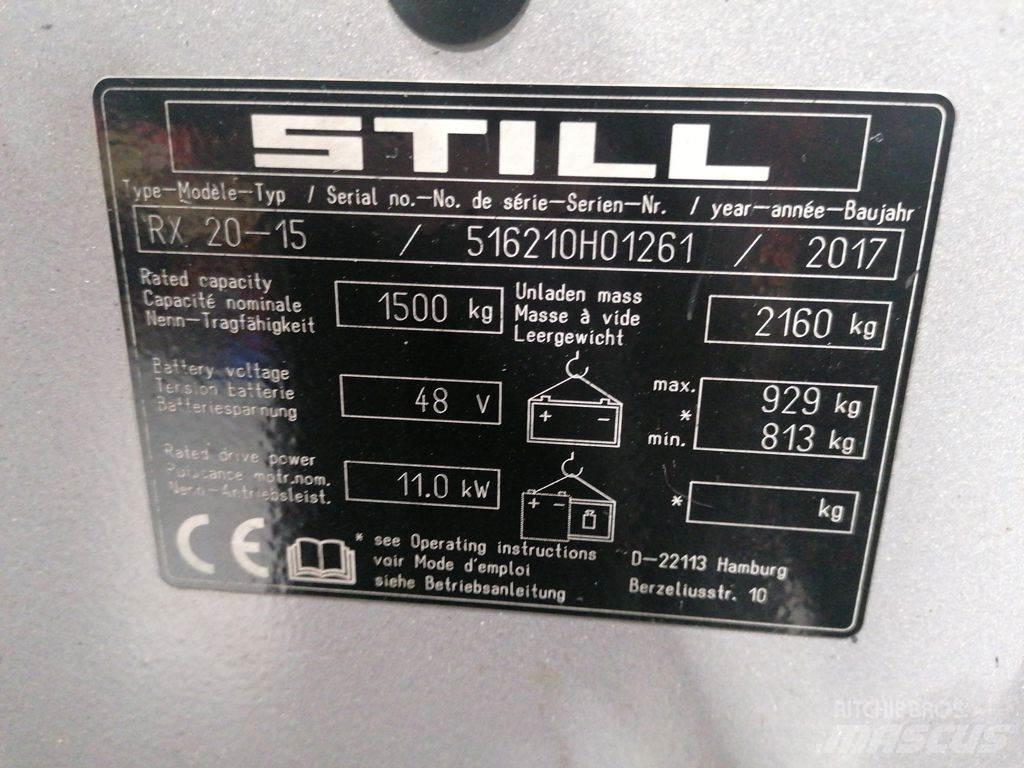 STILL
Type-Modèle-Typ / Serial no.-No. de série-Serien-Nr. / year-année-Baujahr
RX 20-15 / 516210H01261 / 2017
Rated capacity
Capacité nominale
Nenn-Tragfähigkeit
1500 kg
Unladen mass
Masse à vide
Leergewicht
2160 kg
Battery voltage
Tension batterie
Batteriespannung
48 V
+ -
max. 929 kg
*
min. 813 kg
Rated drive power
Puissance motr.nom.
Nenn-Antriebsleist.
11.0 kW
+ -
* kg
CE
* see Operating instructions
voir Mode d'emploi
siehe Betriebsanleitung
D-22113 Hamburg
Berzeliusstr. 10
RITCHIE BROS.
MASCUS